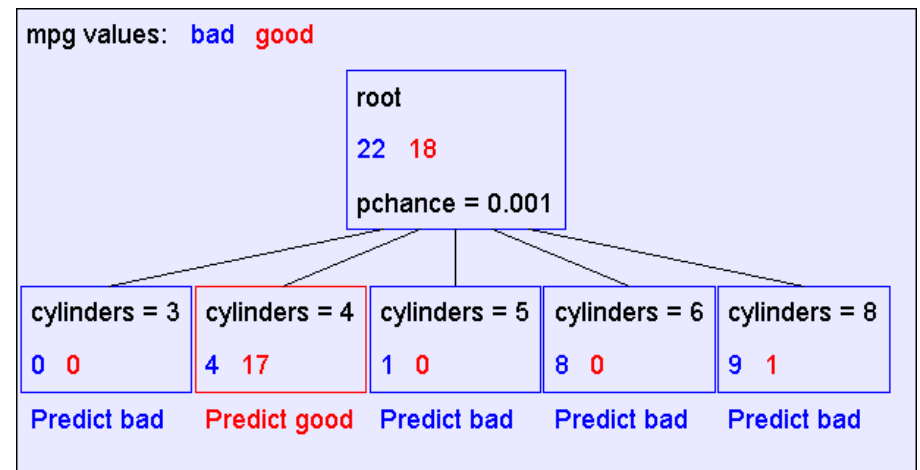 mpg values: bad good
root
22 18
pchance = 0.001
cylinders = 3
0 0
Predict bad
cylinders = 4
4 17
Predict good
cylinders = 5
1 0
Predict bad
cylinders = 6
8 0
Predict bad
cylinders = 8
9 1
Predict bad